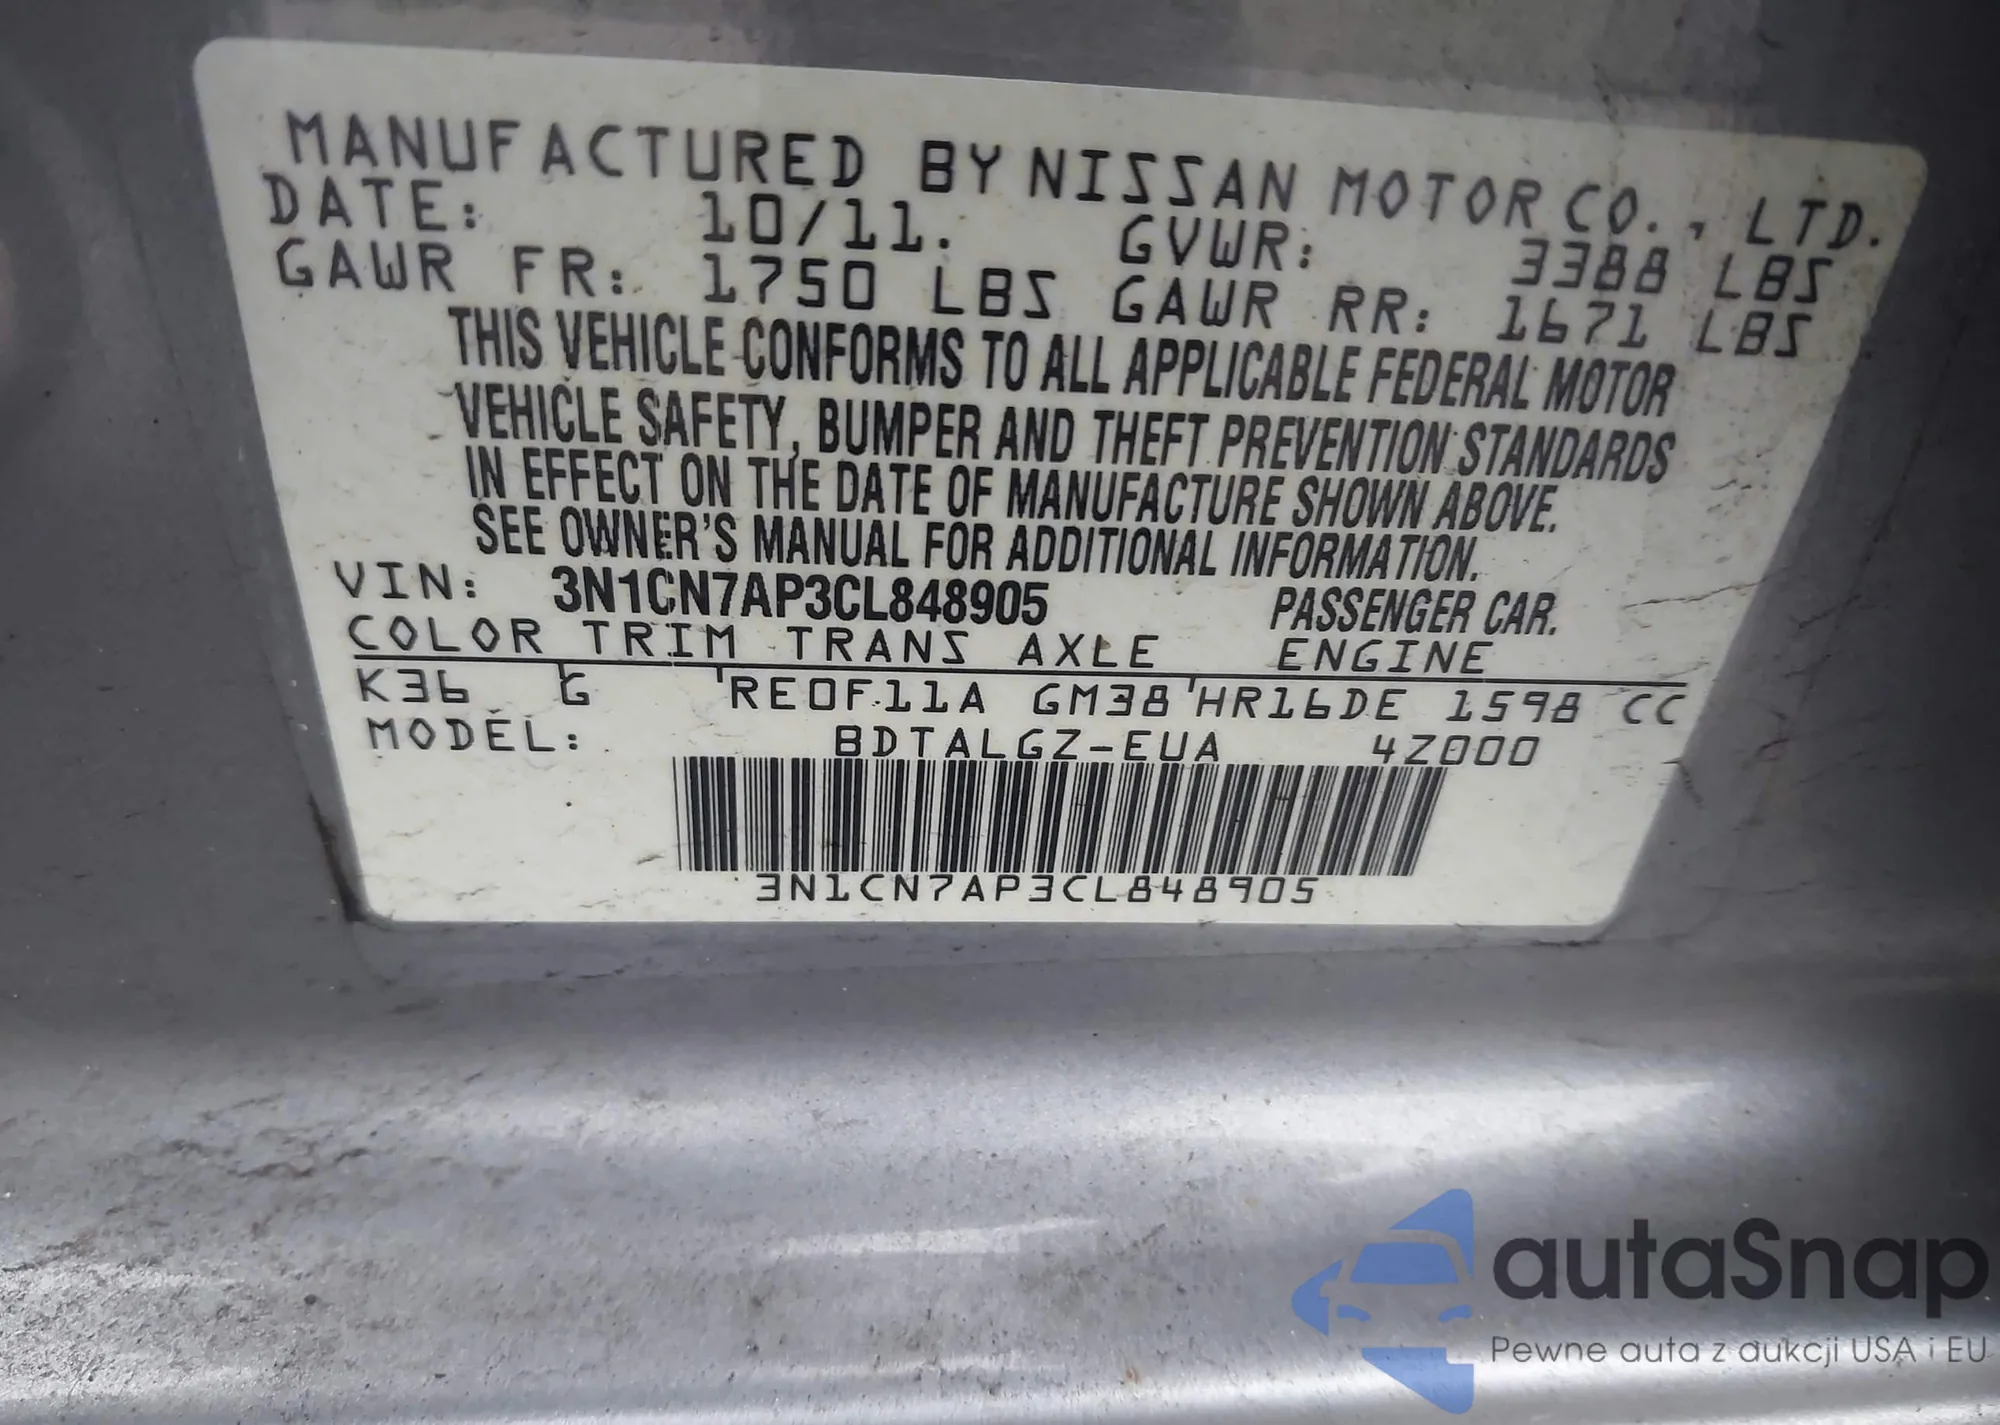 MANUFACTURED BY NISSAN MOTOR CO., LTD.
DATE: 10/11. GVWR: 3388 LBS
GAWR FR: 1750 LBS GAWR RR: 1671 LBS
THIS VEHICLE CONFORMS TO ALL APPLICABLE FEDERAL MOTOR
VEHICLE SAFETY, BUMPER AND THEFT PREVENTION STANDARDS
IN EFFECT ON THE DATE OF MANUFACTURE SHOWN ABOVE.
SEE OWNER'S MANUAL FOR ADDITIONAL INFORMATION.
VIN: 3N1CN7AP3CL848905 PASSENGER CAR.
COLOR TRIM TRANS AXLE ENGINE
K36 G RE0F11A GM38 HR16DE 1598 CC
MODEL: BDTALGZ-EUA 4Z000
3N1CN7AP3CL848905
autaSnap
Pewne auta z aukcji USA i EU